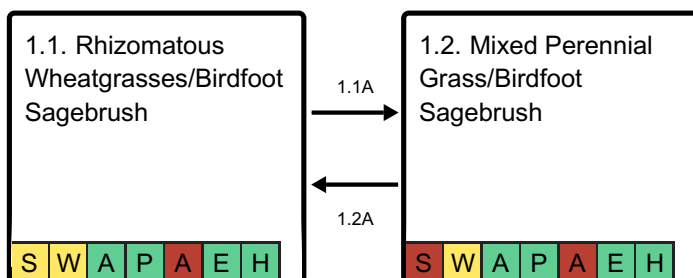 1.1. Rhizomatous
Wheatgrasses/Birdfoot
Sagebrush
S W A P A E H
1.1A
1.2A
1.2. Mixed Perennial
Grass/Birdfoot
Sagebrush
S W A P A E H